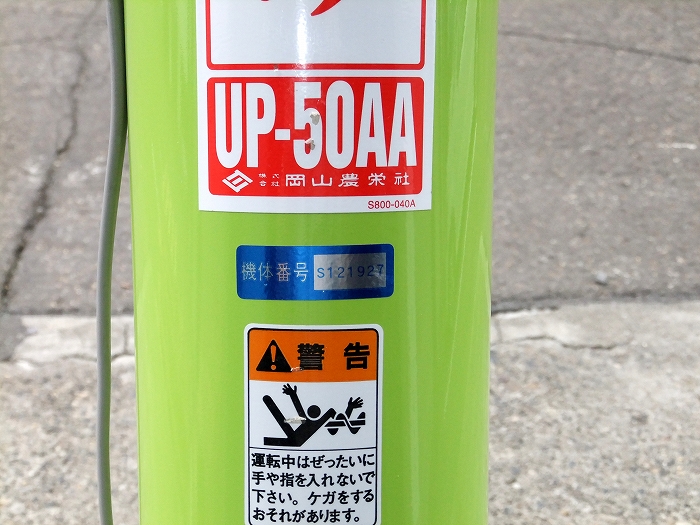 UP-50AA
株式会社 岡山農栄社
S800-040A
機体番号 S121927
警告
運転中はぜったいに
手や指を入れないで
下さい。ケガをする
おそれがあります。